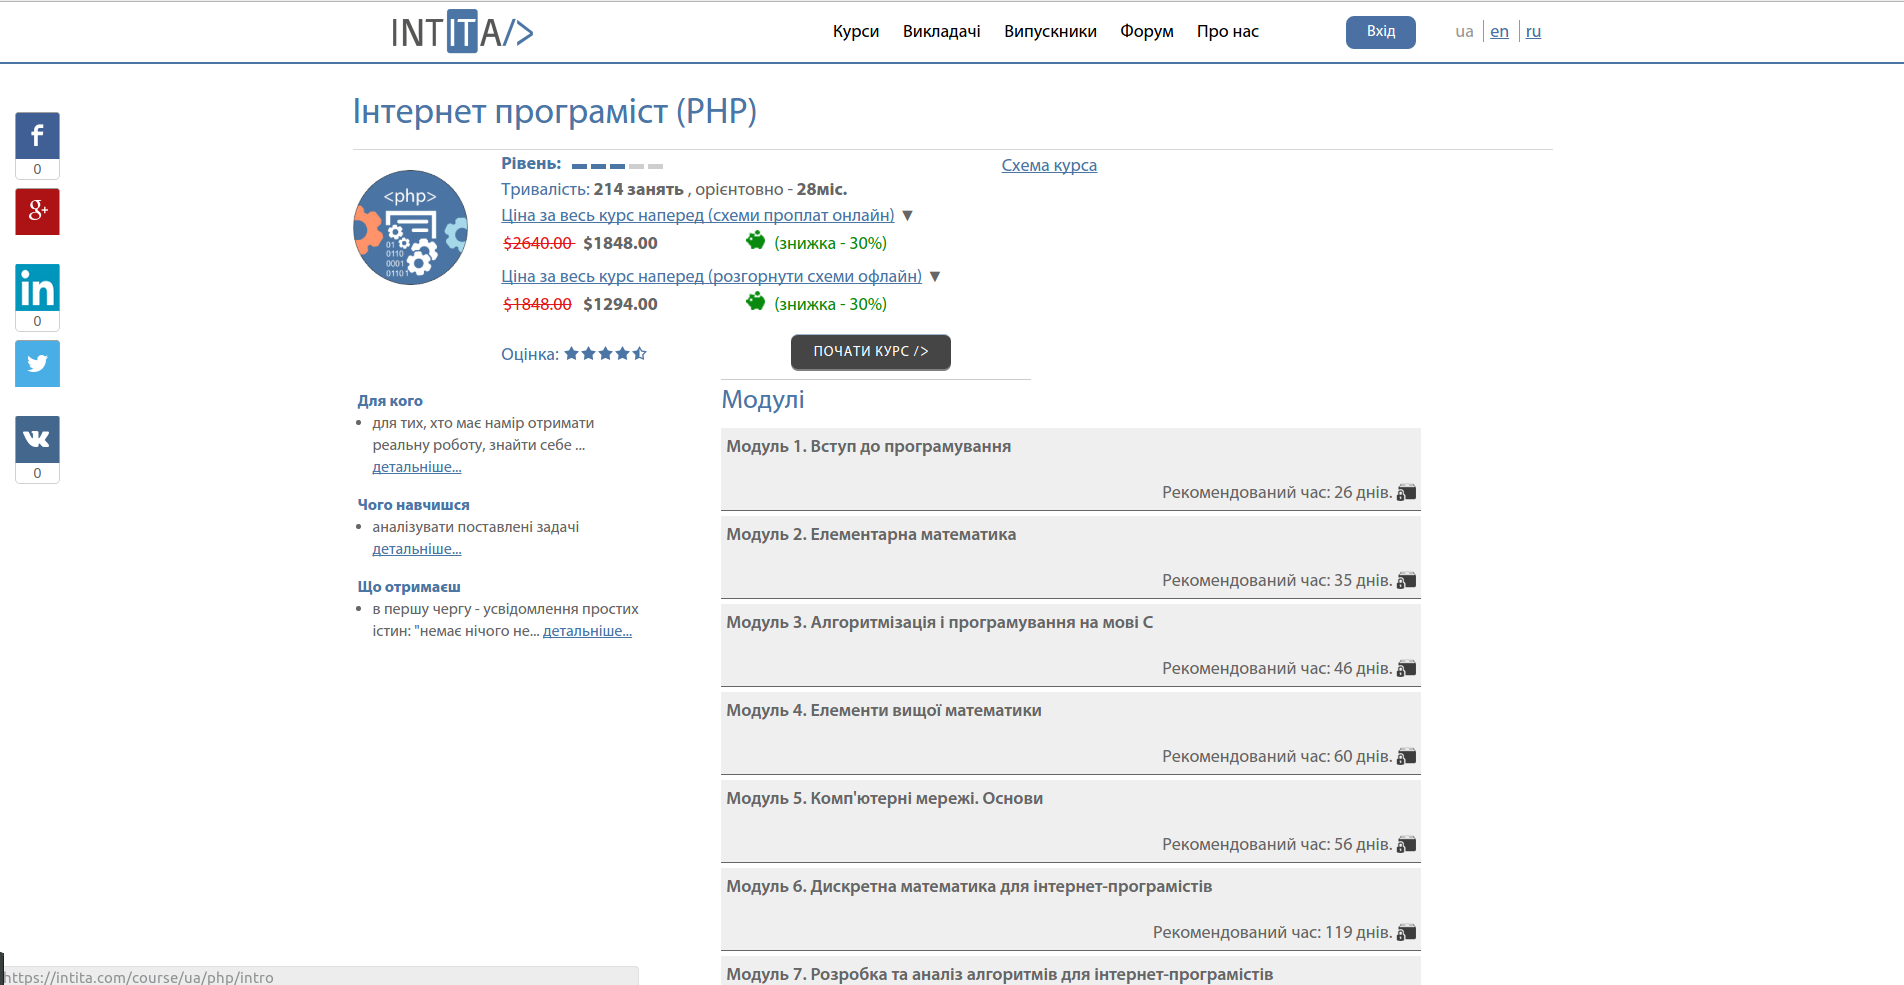 INTITA/>
Курси Викладачі Випускники Форум Про нас Вхід ua en ru
Інтернет програміст (PHP)
f
0
g+
in
0
0
<php>
01
0110
0001
01101
Рівень:
Схема курса
Тривалість: 214 занять , орієнтовно - 28міс.
Ціна за весь курс наперед (схеми проплат онлайн) ▼
$2640.00 $1848.00 (знижка - 30%)
Ціна за весь курс наперед (розгорнути схеми офлайн) ▼
$1848.00 $1294.00 (знижка - 30%)
Оцінка:
ПОЧАТИ КУРС />
Для кого
• для тих, хто має намір отримати
реальну роботу, знайти себе ...
детальніше...
Чого навчишся
• аналізувати поставлені задачі
детальніше...
Що отримаєш
• в першу чергу - усвідомлення простих
істин: "немає нічого не... детальніше...
Модулі
Модуль 1. Вступ до програмування
Рекомендований час: 26 днів.
Модуль 2. Елементарна математика
Рекомендований час: 35 днів.
Модуль 3. Алгоритмізація і програмування на мові С
Рекомендований час: 46 днів.
Модуль 4. Елементи вищої математики
Рекомендований час: 60 днів.
Модуль 5. Комп'ютерні мережі. Основи
Рекомендований час: 56 днів.
Модуль 6. Дискретна математика для інтернет-програмістів
Рекомендований час: 119 днів.
Модуль 7. Розробка та аналіз алгоритмів для інтернет-програмістів
https://intita.com/course/ua/php/intro